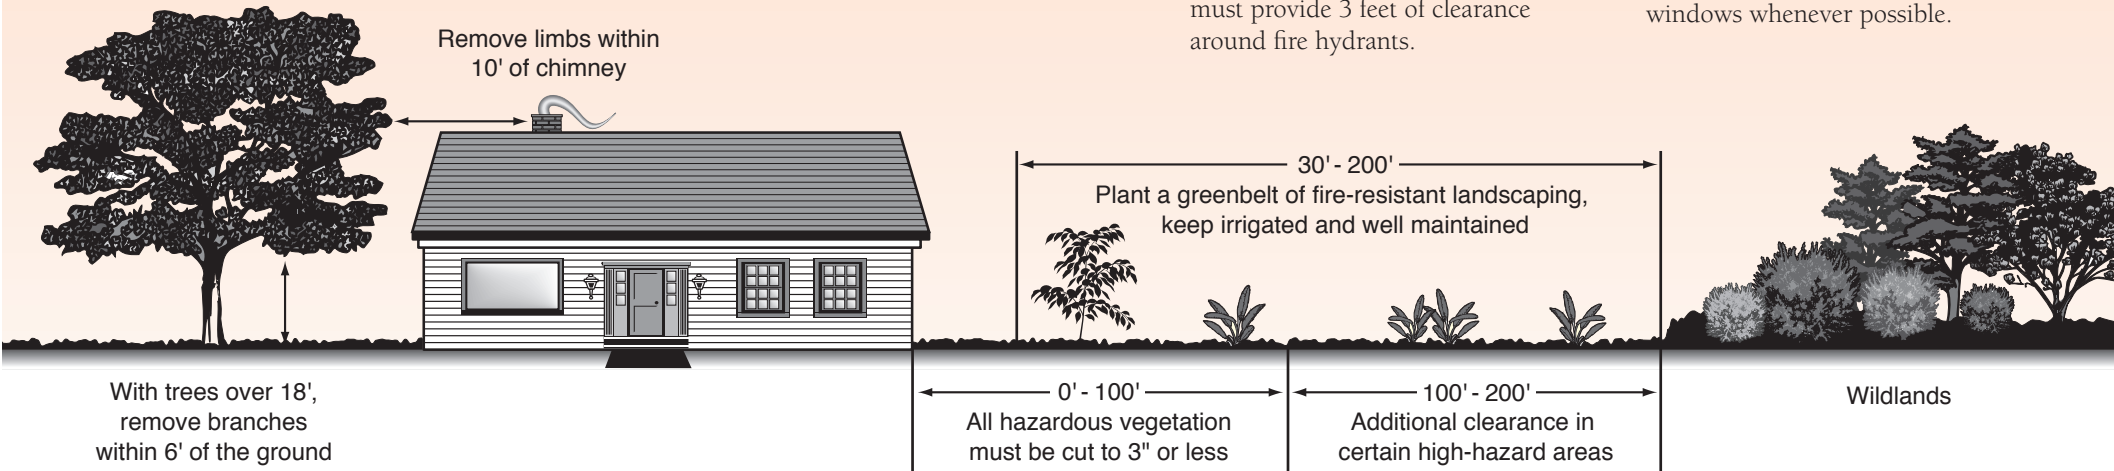 must provide 3 feet of clearance
around fire hydrants.
windows whenever possible.
Remove limbs within
10' of chimney
30' - 200'
Plant a greenbelt of fire-resistant landscaping,
keep irrigated and well maintained
With trees over 18',
remove branches
within 6' of the ground
0' - 100'
All hazardous vegetation
must be cut to 3" or less
100' - 200'
Additional clearance in
certain high-hazard areas
Wildlands